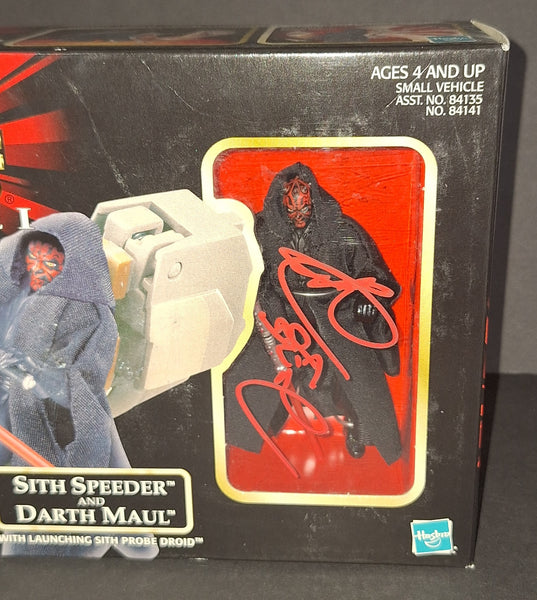 AGES 4 AND UP
SMALL VEHICLE
ASST. NO. 84135
NO. 84141
®
I
SITH SPEEDER™
AND
DARTH MAUL™
WITH LAUNCHING SITH PROBE DROID™
Hasbro